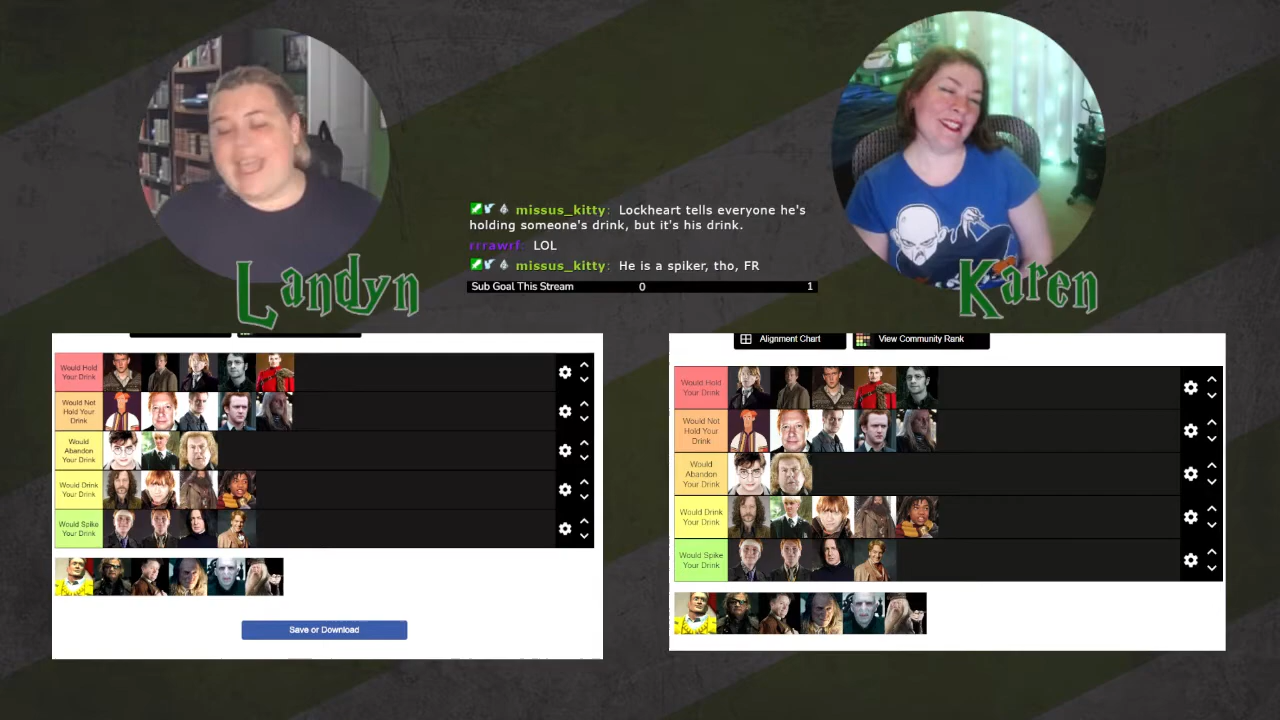 missus_kitty: Lockheart tells everyone he's
holding someone's drink, but it's his drink.
rrrawrf: LOL
missus_kitty: He is a spiker, tho, FR
Sub Goal This Stream 0 1
Landyn
Karen
Would Hold
Your Drink
Would Not
Hold Your
Drink
Would
Abandon
Your Drink
Would Drink
Your Drink
Would Spike
Your Drink
Save or Download
Alignment Chart
View Community Rank
Would Hold
Your Drink
Would Not
Hold Your
Drink
Would
Abandon
Your Drink
Would Drink
Your Drink
Would Spike
Your Drink